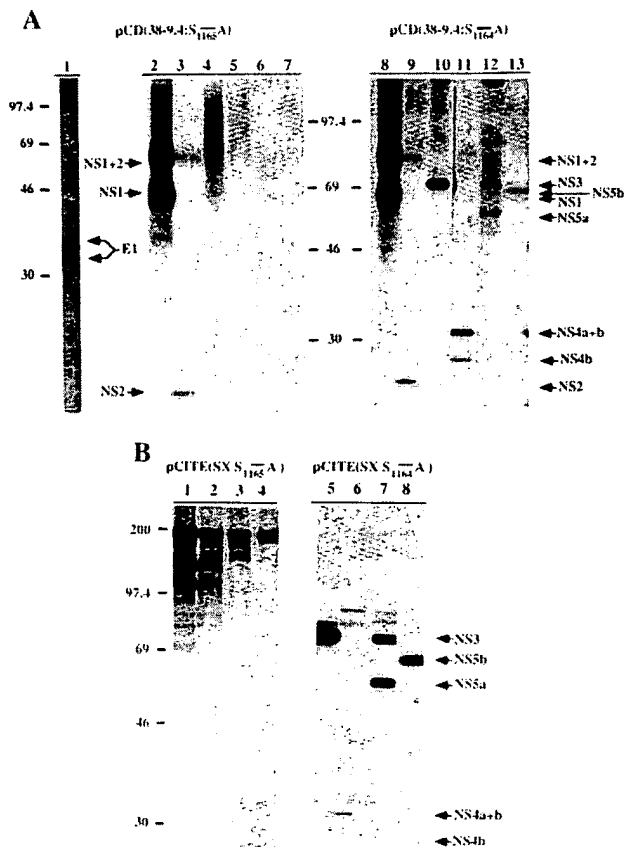 A
pCD(38-9.4:S1165A)
pCD(38-9.4:S1164A)
1
2 3 4 5 6 7
8 9 10 11 12 13
97.4
69
46
30
NS1+2
NS1
E1
NS2
97.4
69
46
30
NS1+2
NS3
NS5b
NS1
NS5a
NS4a+b
NS4b
NS2
B
pCITE(SX S1165A)
pCITE(SX S1164A)
1 2 3 4
5 6 7 8
200
97.4
69
46
30
NS3
NS5b
NS5a
NS4a+b
NS4b